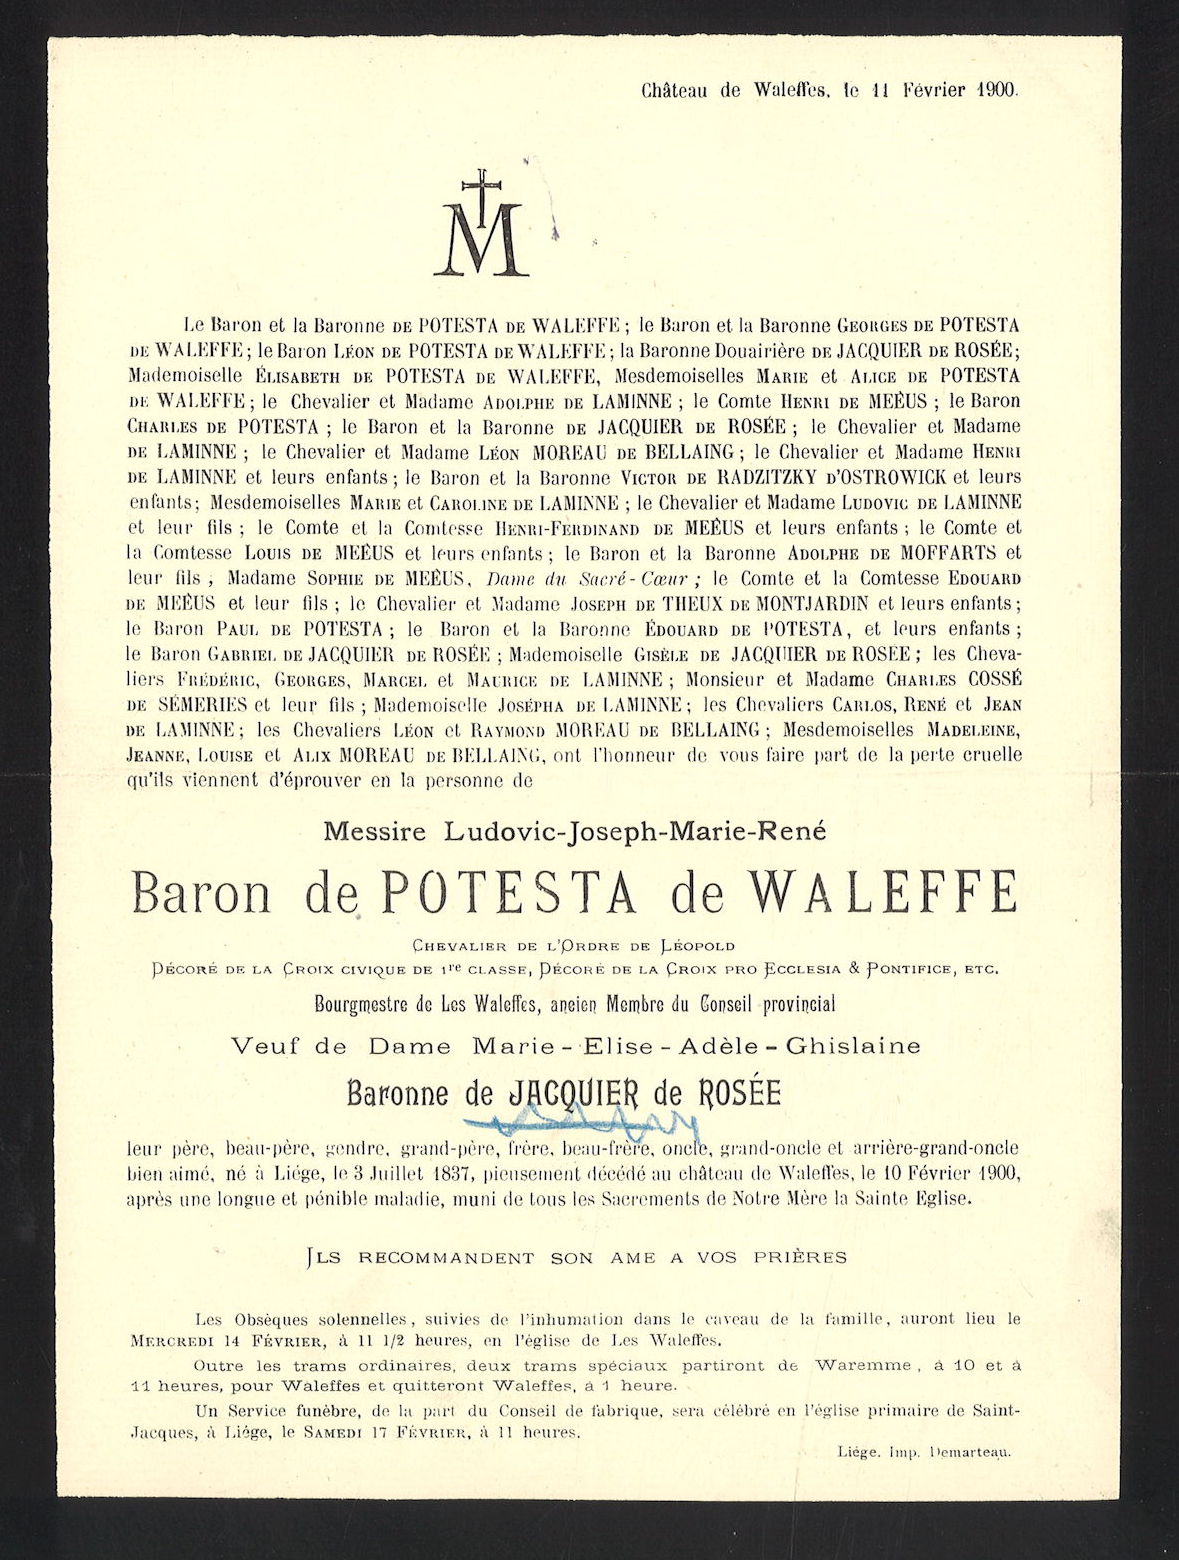 Château de Waleffes, le 11 Février 1900.
M
Le Baron et la Baronne DE POTESTA DE WALEFFE ; le Baron et la Baronne GEORGES DE POTESTA
DE WALEFFE ; le Baron LÉON DE POTESTA DE WALEFFE ; la Baronne Douairière DE JACQUIER DE ROSÉE ;
Mademoiselle ÉLISABETH DE POTESTA DE WALEFFE, Mesdemoiselles MARIE et ALICE DE POTESTA
DE WALEFFE ; le Chevalier et Madame ADOLPHE DE LAMINNE ; le Comte HENRI DE MEÊUS ; le Baron
CHARLES DE POTESTA ; le Baron et la Baronne DE JACQUIER DE ROSÉE ; le Chevalier et Madame
DE LAMINNE ; le Chevalier et Madame LÉON MOREAU DE BELLAING ; le Chevalier et Madame HENRI
DE LAMINNE et leurs enfants ; le Baron et la Baronne VICTOR DE RADZITZKY D'OSTROWICK et leurs
enfants ; Mesdemoiselles MARIE et CAROLINE DE LAMINNE ; le Chevalier et Madame LUDOVIC DE LAMINNE
et leur fils ; le Comte et la Comtesse HENRI-FERDINAND DE MEÊUS et leurs enfants ; le Comte et
la Comtesse LOUIS DE MEÊUS et leurs enfants ; le Baron et la Baronne ADOLPHE DE MOFFARTS et
leur fils , Madame SOPHIE DE MEÊUS, Dame du Sacré-Cœur ; le Comte et la Comtesse EDOUARD
DE MEÊUS et leur fils ; le Chevalier et Madame JOSEPH DE THEUX DE MONTJARDIN et leurs enfants ;
le Baron PAUL DE POTESTA ; le Baron et la Baronne ÉDOUARD DE POTESTA, et leurs enfants ;
le Baron GABRIEL DE JACQUIER DE ROSÉE ; Mademoiselle GISÈLE DE JACQUIER DE ROSÉE ; les Cheva-
liers FRÉDÉRIC, GEORGES, MARCEL et MAURICE DE LAMINNE ; Monsieur et Madame CHARLES COSSÉ
DE SÉMERIES et leur fils ; Mademoiselle JOSÉPHA DE LAMINNE ; les Chevaliers CARLOS, RENÉ et JEAN
DE LAMINNE ; les Chevaliers LÉON et RAYMOND MOREAU DE BELLAING ; Mesdemoiselles MADELEINE,
JEANNE, LOUISE et ALIX MOREAU DE BELLAING, ont l'honneur de vous faire part de la perte cruelle
qu'ils viennent d'éprouver en la personne de
Messire Ludovic-Joseph-Marie-René
Baron de POTESTA de WALEFFE
CHEVALIER DE L'ORDRE DE LÉOPOLD
DÉCORÉ DE LA CROIX CIVIQUE DE 1re CLASSE, DÉCORÉ DE LA CROIX PRO ECCLESIA & PONTIFICE, ETC.
Bourgmestre de Les Waleffes, ancien Membre du Conseil provincial
Veuf de Dame Marie-Elise-Adèle-Ghislaine
Baronne de JACQUIER de ROSÉE
leur père, beau-père, gendre, grand-père, frère, beau-frère, oncle, grand-oncle et arrière-grand-oncle
bien aimé, né à Liége, le 3 Juillet 1837, pieusement décédé au château de Waleffes, le 10 Février 1900,
après une longue et pénible maladie, muni de tous les Sacrements de Notre Mère la Sainte Eglise.
ILS RECOMMANDENT SON AME A VOS PRIÈRES
Les Obsèques solennelles, suivies de l'inhumation dans le caveau de la famille, auront lieu le
MERCREDI 14 FÉVRIER, à 11 1/2 heures, en l'église de Les Waleffes.
Outre les trams ordinaires, deux trams spéciaux partiront de Waremme, à 10 et à
11 heures, pour Waleffes et quitteront Waleffes, à 1 heure.
Un Service funèbre, de la part du Conseil de fabrique, sera célébré en l'église primaire de Saint-
Jacques, à Liége, le SAMEDI 17 FÉVRIER, à 11 heures.
Liége. Imp. Demarteau.